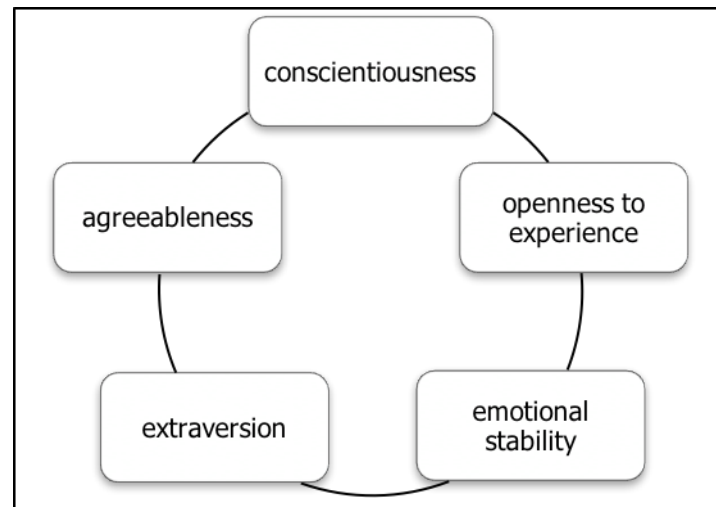 conscientiousness
agreeableness
openness to
experience
extraversion
emotional
stability